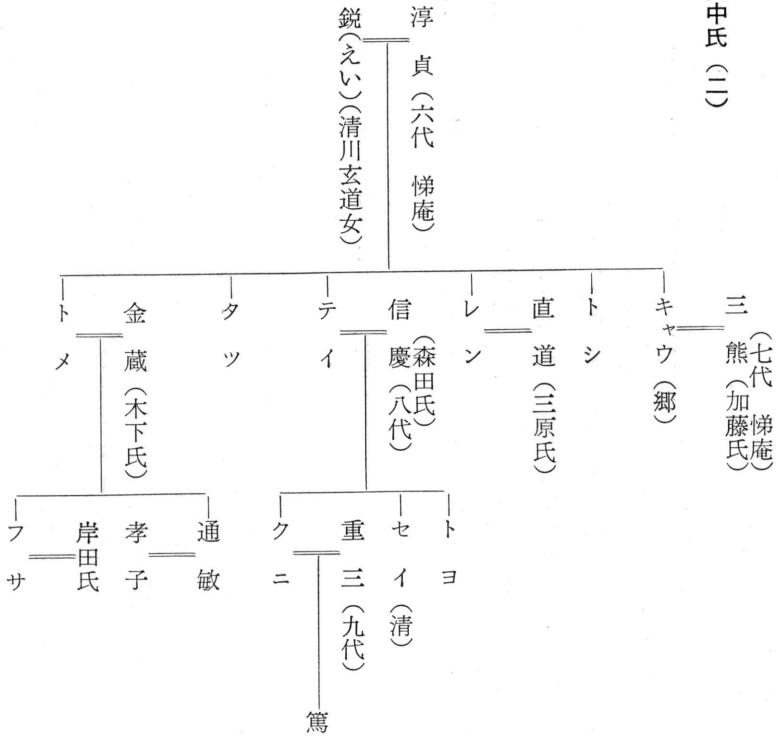 中氏(二)
淳貞(六代 悌庵)
鋭(えい)(清川玄道女)
三熊(加藤氏)
(七代 悌庵)
キャウ(郷)
トシ
直道(三原氏)
レン
信慶(八代)
(森田氏)
テイ
タツ
金蔵(木下氏)
トメ
トヨ
セイ(清)
重三(九代)
クニ
篤
通敏
孝子
岸田氏
フサ